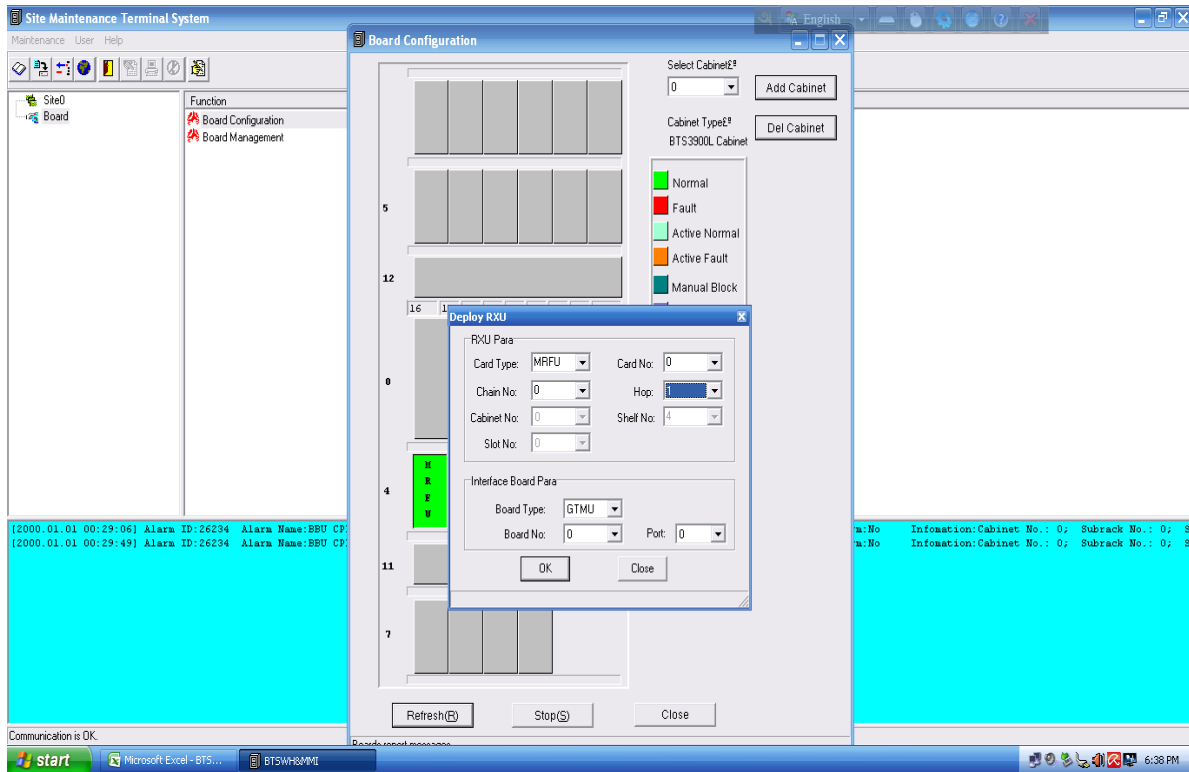 Site Maintenance Terminal System
English
Maintenance User Help
Site0
Board
Function
Board Configuration
Board Management
Board Configuration
Select Cabinet£º
0
Add Cabinet
Cabinet Type£º
BTS3900L Cabinet
Del Cabinet
Normal
Fault
Active Normal
Active Fault
Manual Block
5
12
16
0
4
M
R
F
U
11
7
Deploy RXU
RXU Para
Card Type: MRFU Card No: 0
Chain No: 0 Hop: 1
Cabinet No: 0 Shelf No: 4
Slot No: 0
Interface Board Para
Board Type: GTMU
Board No: 0 Port: 0
OK Close
Refresh(R) Stop(S) Close
[2000.01.01 00:29:06] Alarm ID:26234 Alarm Name:BBU Infomation:Cabinet No.: 0; Subrack No.: 0;
[2000.01.01 00:29:49] Alarm ID:26234 Alarm Name:BBU Infomation:Cabinet No.: 0; Subrack No.: 0;
Communication is OK.
start Microsoft Excel - BTS... BTSWH&MMI 6:38 PM